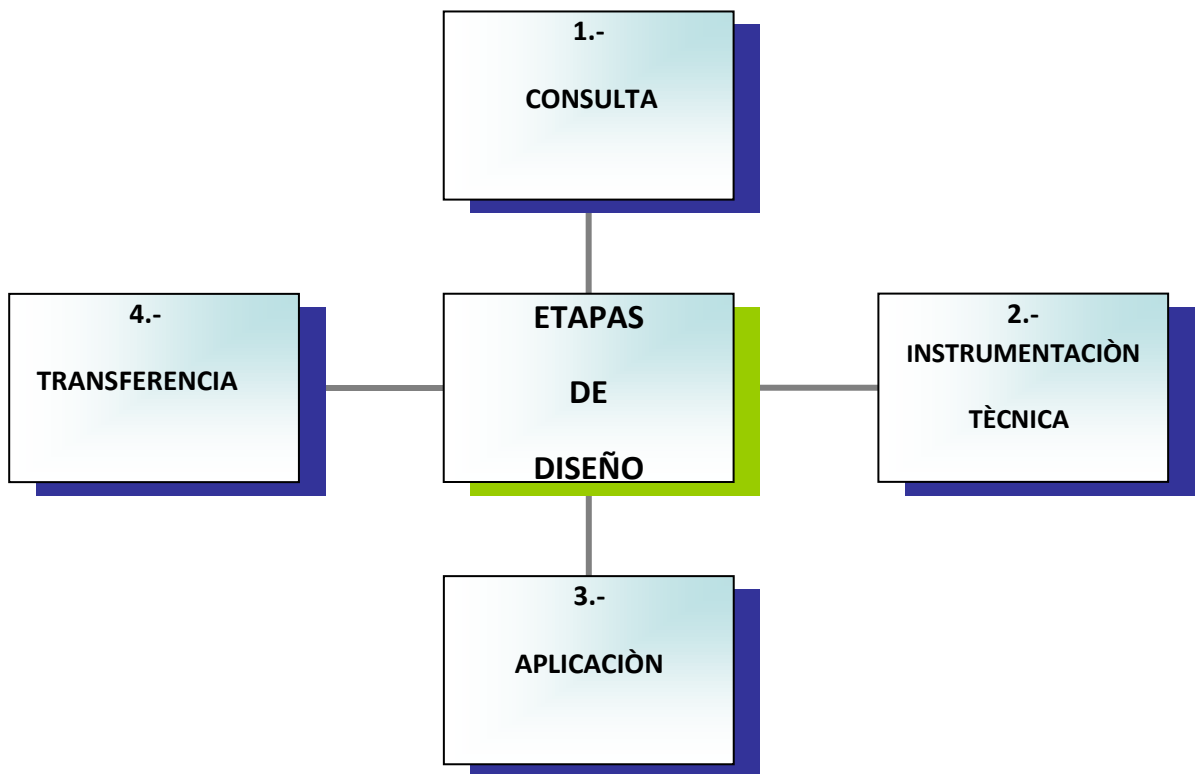 1.-
CONSULTA
4.-
TRANSFERENCIA
ETAPAS
DE
DISEÑO
2.-
INSTRUMENTACIÒN
TÈCNICA
3.-
APLICACIÒN